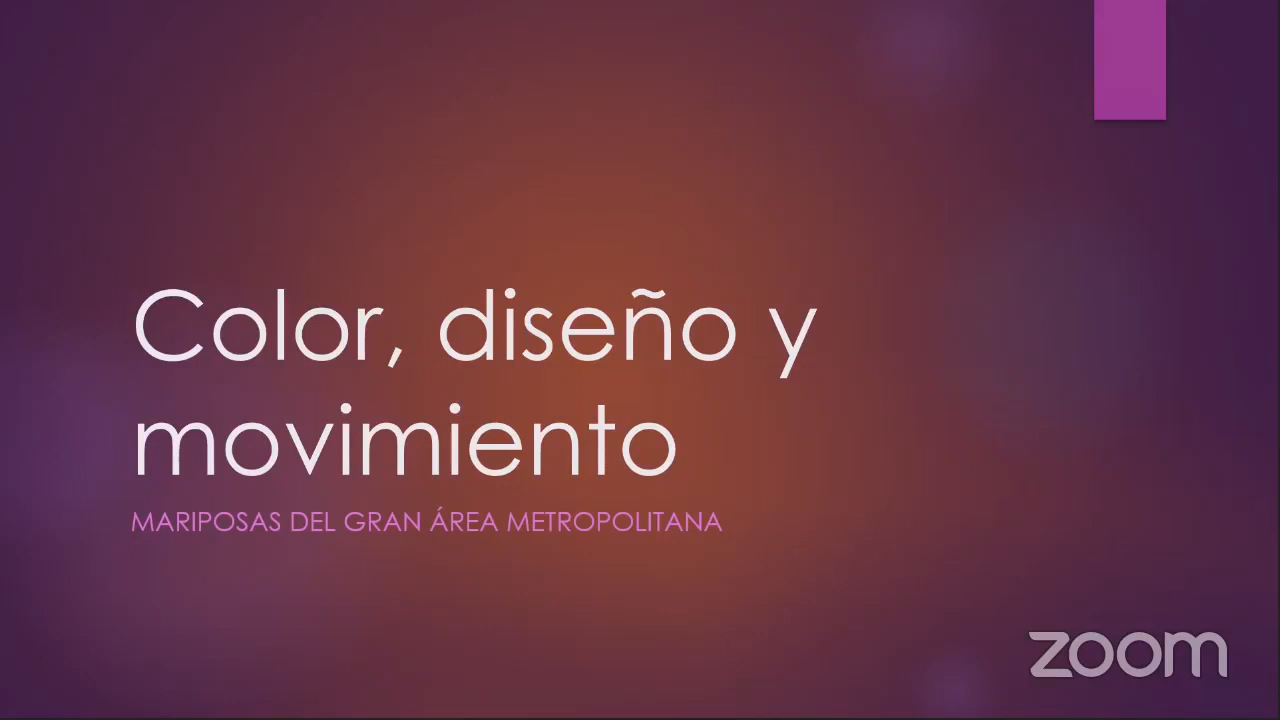 Color, diseño y
movimiento
MARIPOSAS DEL GRAN ÁREA METROPOLITANA
zoom